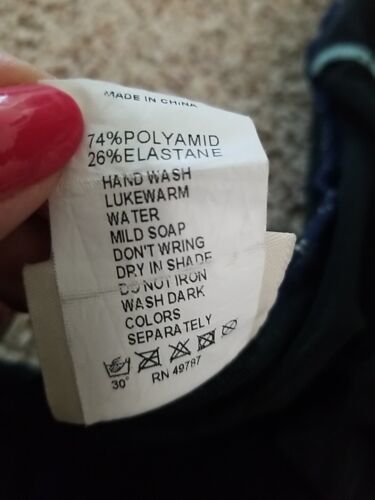 MADE IN CHINA
74%POLYAMID
26%ELASTANE
HAND WASH
LUKEWARM
WATER
MILD SOAP
DON'T WRING
DRY IN SHADE
DO NOT IRON
WASH DARK
COLORS
SEPARATELY
30°
RN 49787